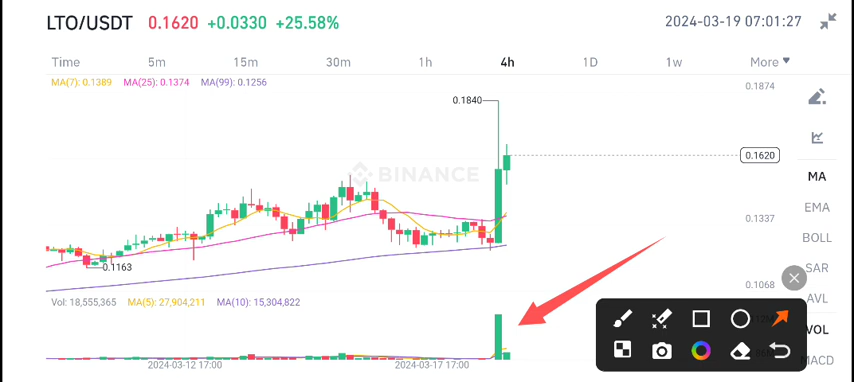 LTO/USDT 0.1620 +0.0330 +25.58% 2024-03-19 07:01:27
Time 5m 15m 30m 1h 4h 1D 1w More
MA(7): 0.1389 MA(25): 0.1374 MA(99): 0.1256
0.1874
0.1840
BINANCE
0.1620
MA
EMA
0.1337
BOLL
0.1163
SAR
0.1068
AVL
Vol: 18,555,365 MA(5): 27,904,211 MA(10): 15,304,822
VOL
MACD
2024-03-12 17:00 2024-03-17 17:00